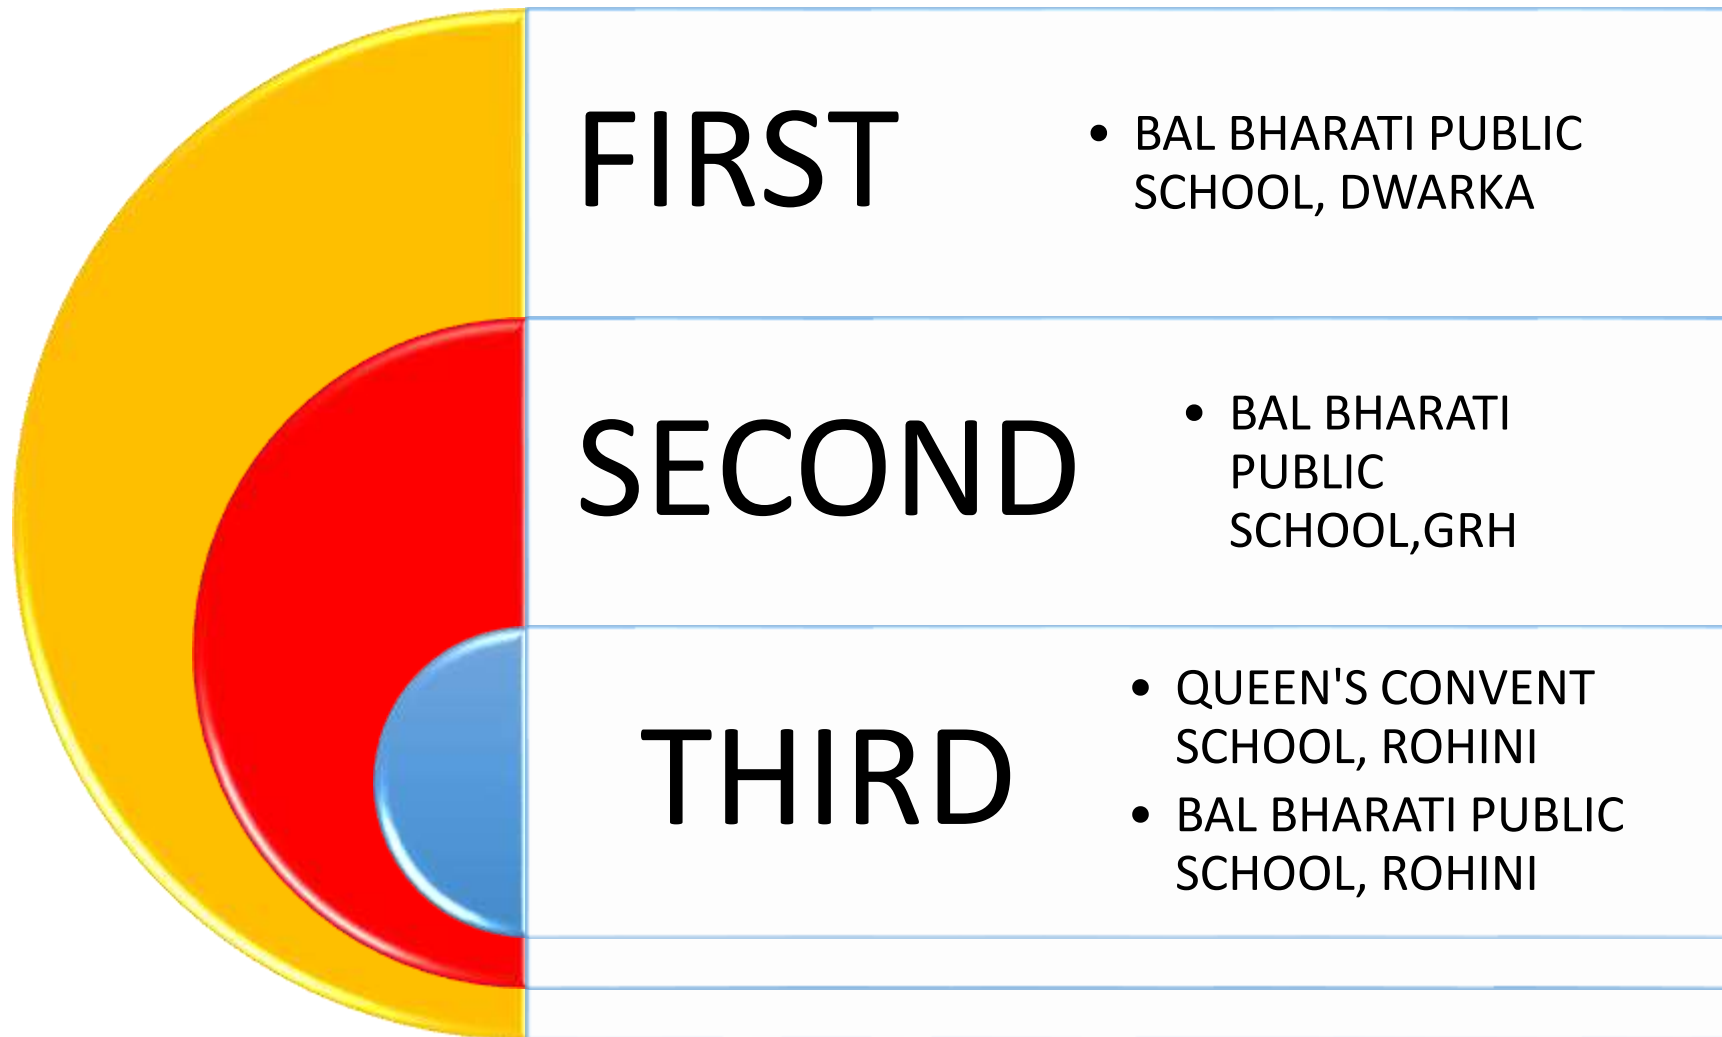 FIRST
• BAL BHARATI PUBLIC
SCHOOL, DWARKA
SECOND
• BAL BHARATI
PUBLIC
SCHOOL,GRH
THIRD
• QUEEN'S CONVENT
SCHOOL, ROHINI
• BAL BHARATI PUBLIC
SCHOOL, ROHINI